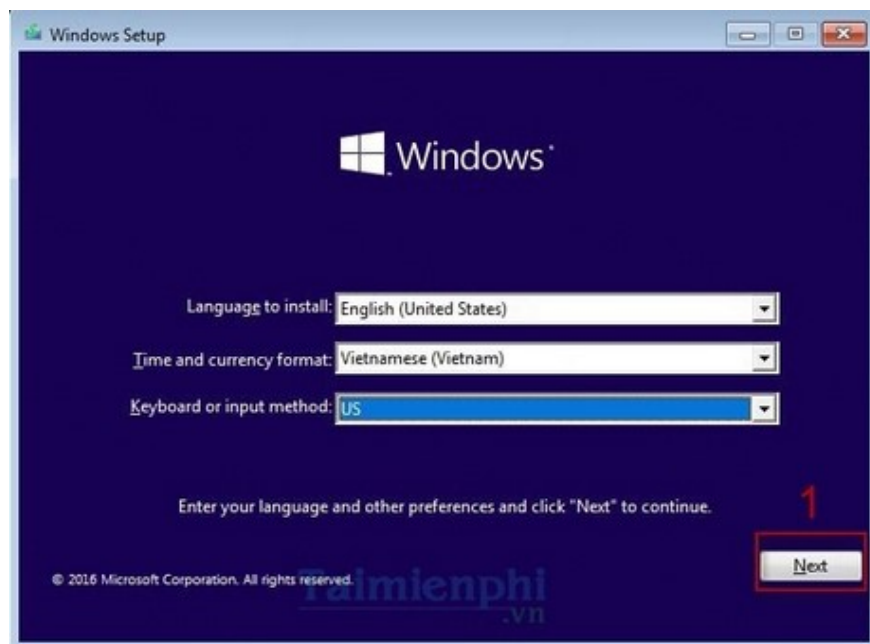 Windows Setup
Windows
Language to install: English (United States)
Time and currency format: Vietnamese (Vietnam)
Keyboard or input method: US
Enter your language and other preferences and click "Next" to continue.
1
Next
© 2016 Microsoft Corporation. All rights reserved.
Taimienphi
.vn